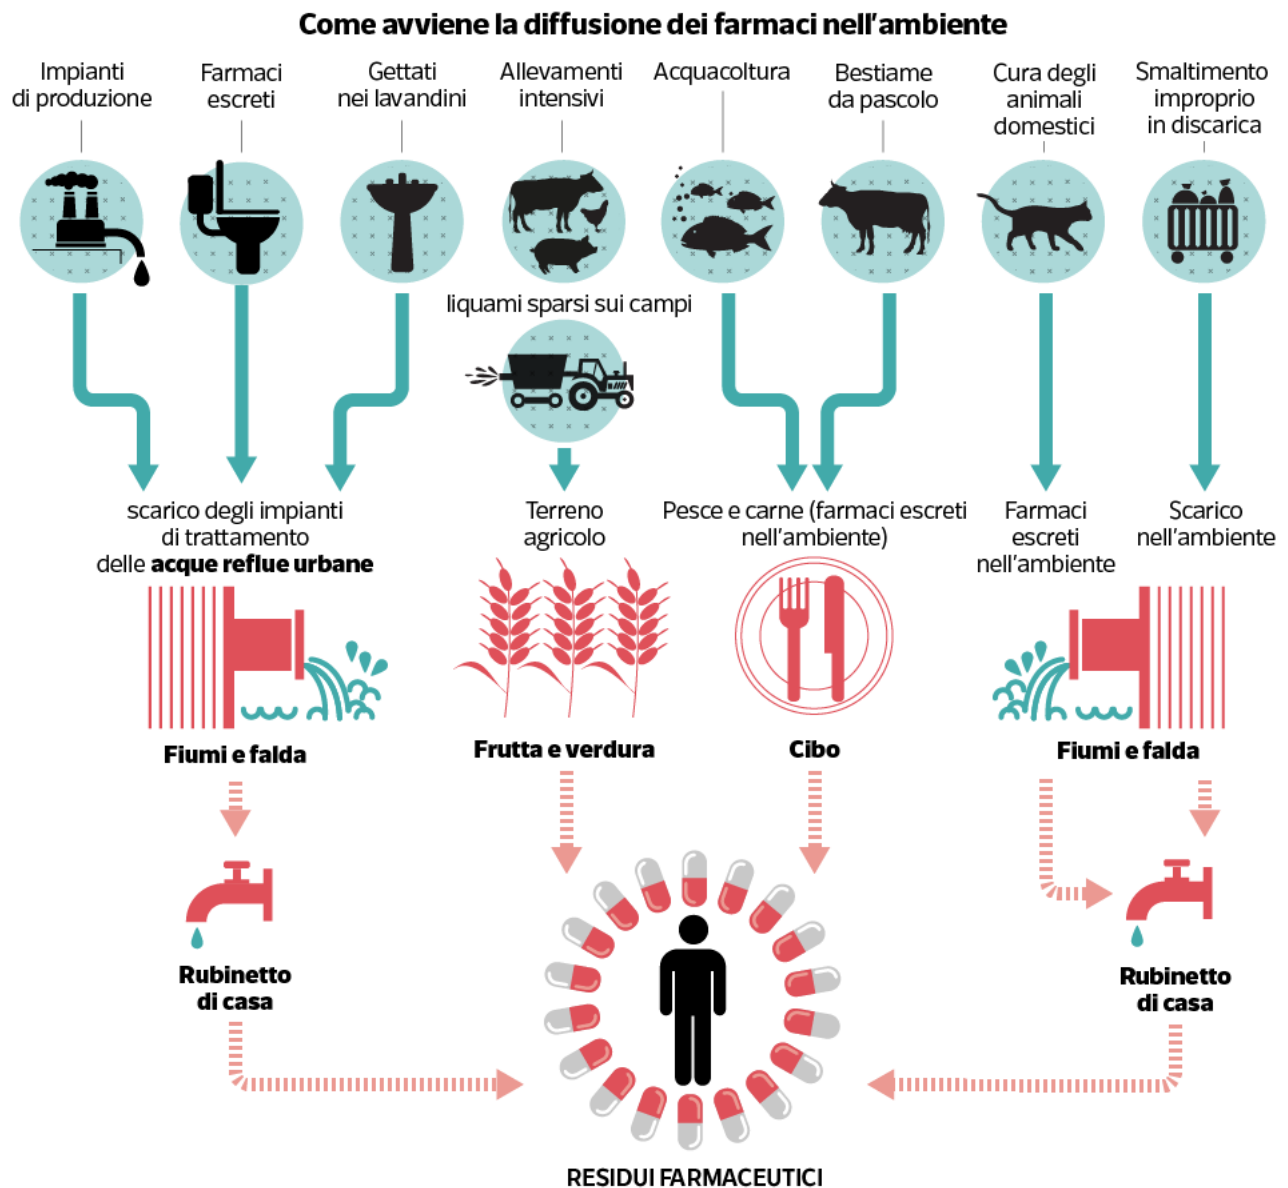 Come avviene la diffusione dei farmaci nell'ambiente
Impianti
di produzione
Farmaci
escreti
Gettati
nei lavandini
Allevamenti
intensivi
Acquacoltura
Bestiame
da pascolo
Cura degli
animali
domestici
Smaltimento
improprio
in discarica
liquami sparsi sui campi
scarico degli impianti
di trattamento
delle acque reflue urbane
Terreno
agricolo
Pesce e carne (farmaci escreti
nell'ambiente)
Farmaci
escreti
nell'ambiente
Scarico
nell'ambiente
Fiumi e falda
Frutta e verdura
Cibo
Fiumi e falda
Rubinetto
di casa
Rubinetto
di casa
RESIDUI FARMACEUTICI